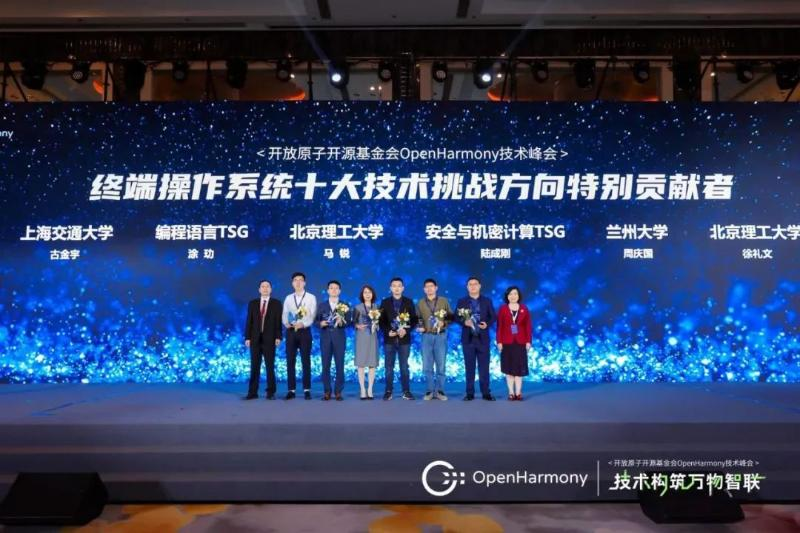 ony
<开放原子开源基金会OpenHarmony技术峰会>
终端操作系统十大技术挑战方向特别贡献者
上海交通大学 编程语言TSG 北京理工大学 安全与机密计算TSG 兰州大学 北京理工大学
古金宇 涂玏 马锐 陆成刚 周庆国 徐礼文
<开放原子开源基金会OpenHarmony技术峰会>
OpenHarmony 技术构筑万物智联